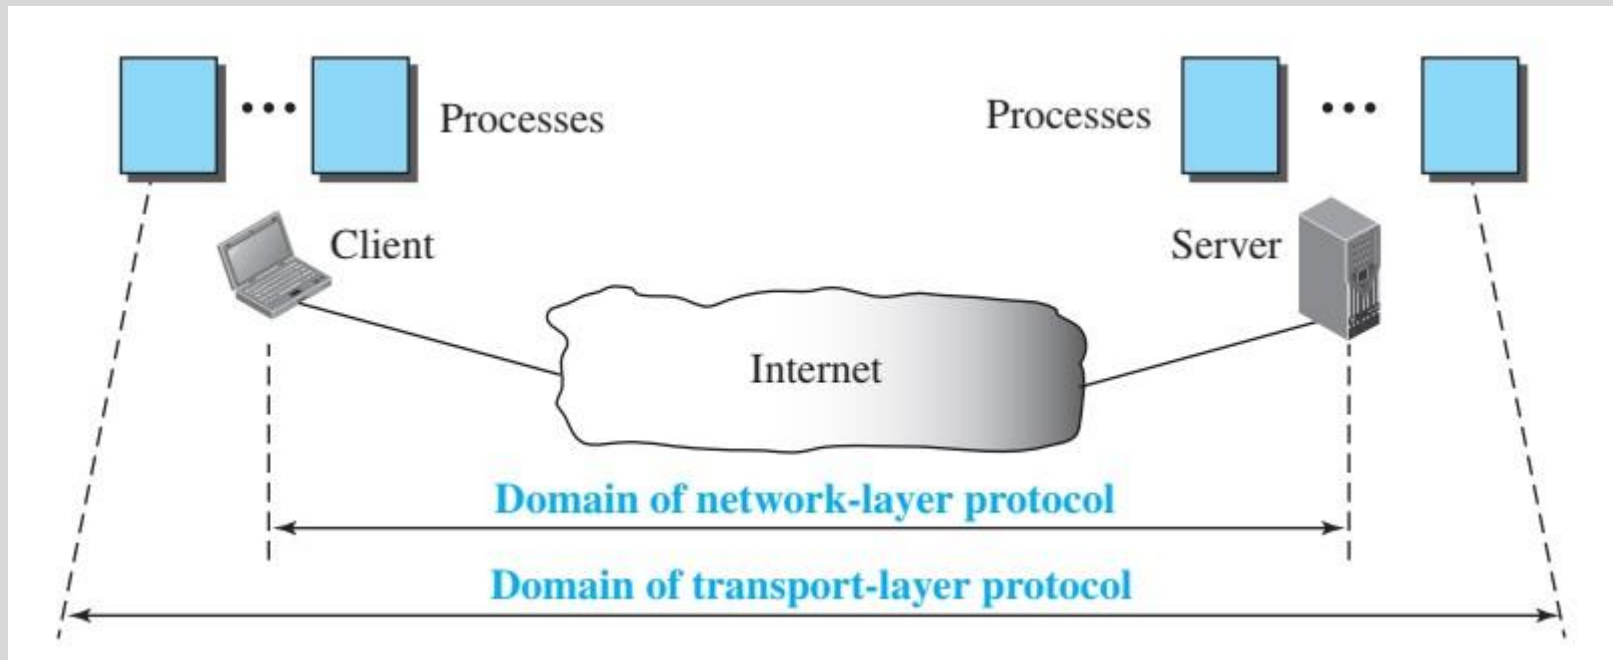 Processes
Processes
Client
Server
Internet
Domain of network-layer protocol
Domain of transport-layer protocol